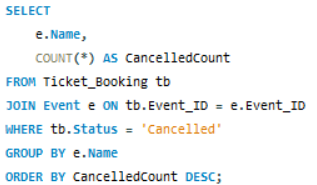 SELECT
    e.Name,
    COUNT(*) AS CancelledCount
FROM Ticket_Booking tb
JOIN Event e ON tb.Event_ID = e.Event_ID
WHERE tb.Status = 'Cancelled'
GROUP BY e.Name
ORDER BY CancelledCount DESC;